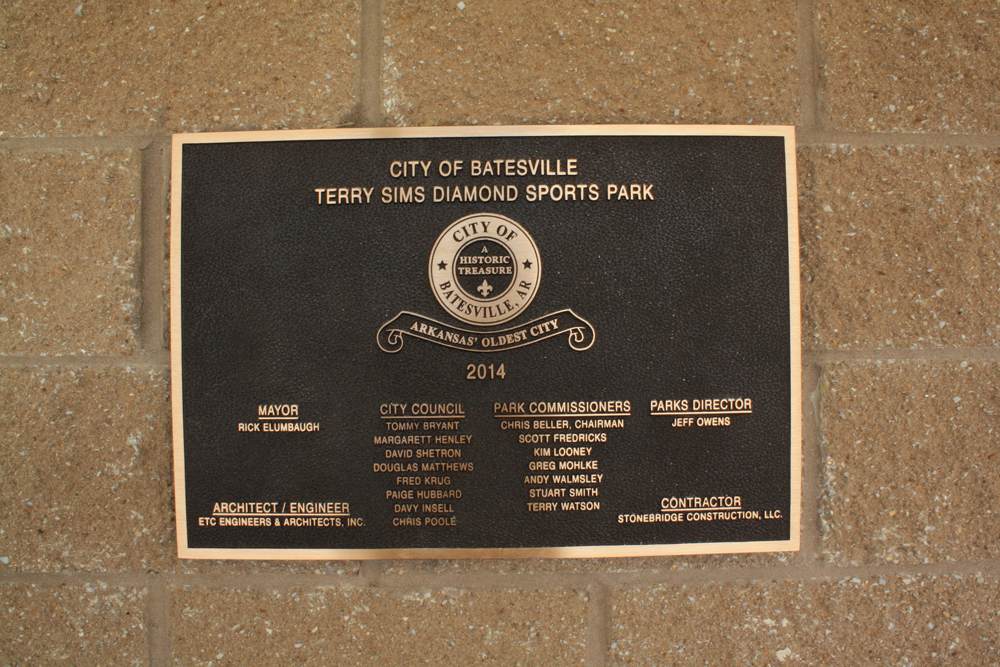 CITY OF BATESVILLE
TERRY SIMS DIAMOND SPORTS PARK
CITY OF
A
HISTORIC
TREASURE
BATESVILLE, AR
ARKANSAS' OLDEST CITY
2014
MAYOR
RICK ELUMBAUGH
CITY COUNCIL
TOMMY BRYANT
MARGARETT HENLEY
DAVID SHETRON
DOUGLAS MATTHEWS
FRED KRUG
PAIGE HUBBARD
DAVY INSELL
CHRIS POOLE
PARK COMMISSIONERS
CHRIS BELLER, CHAIRMAN
SCOTT FREDRICKS
KIM LOONEY
GREG MOHLKE
ANDY WALMSLEY
STUART SMITH
TERRY WATSON
PARKS DIRECTOR
JEFF OWENS
ARCHITECT / ENGINEER
ETC ENGINEERS & ARCHITECTS, INC.
CONTRACTOR
STONEBRIDGE CONSTRUCTION, LLC.